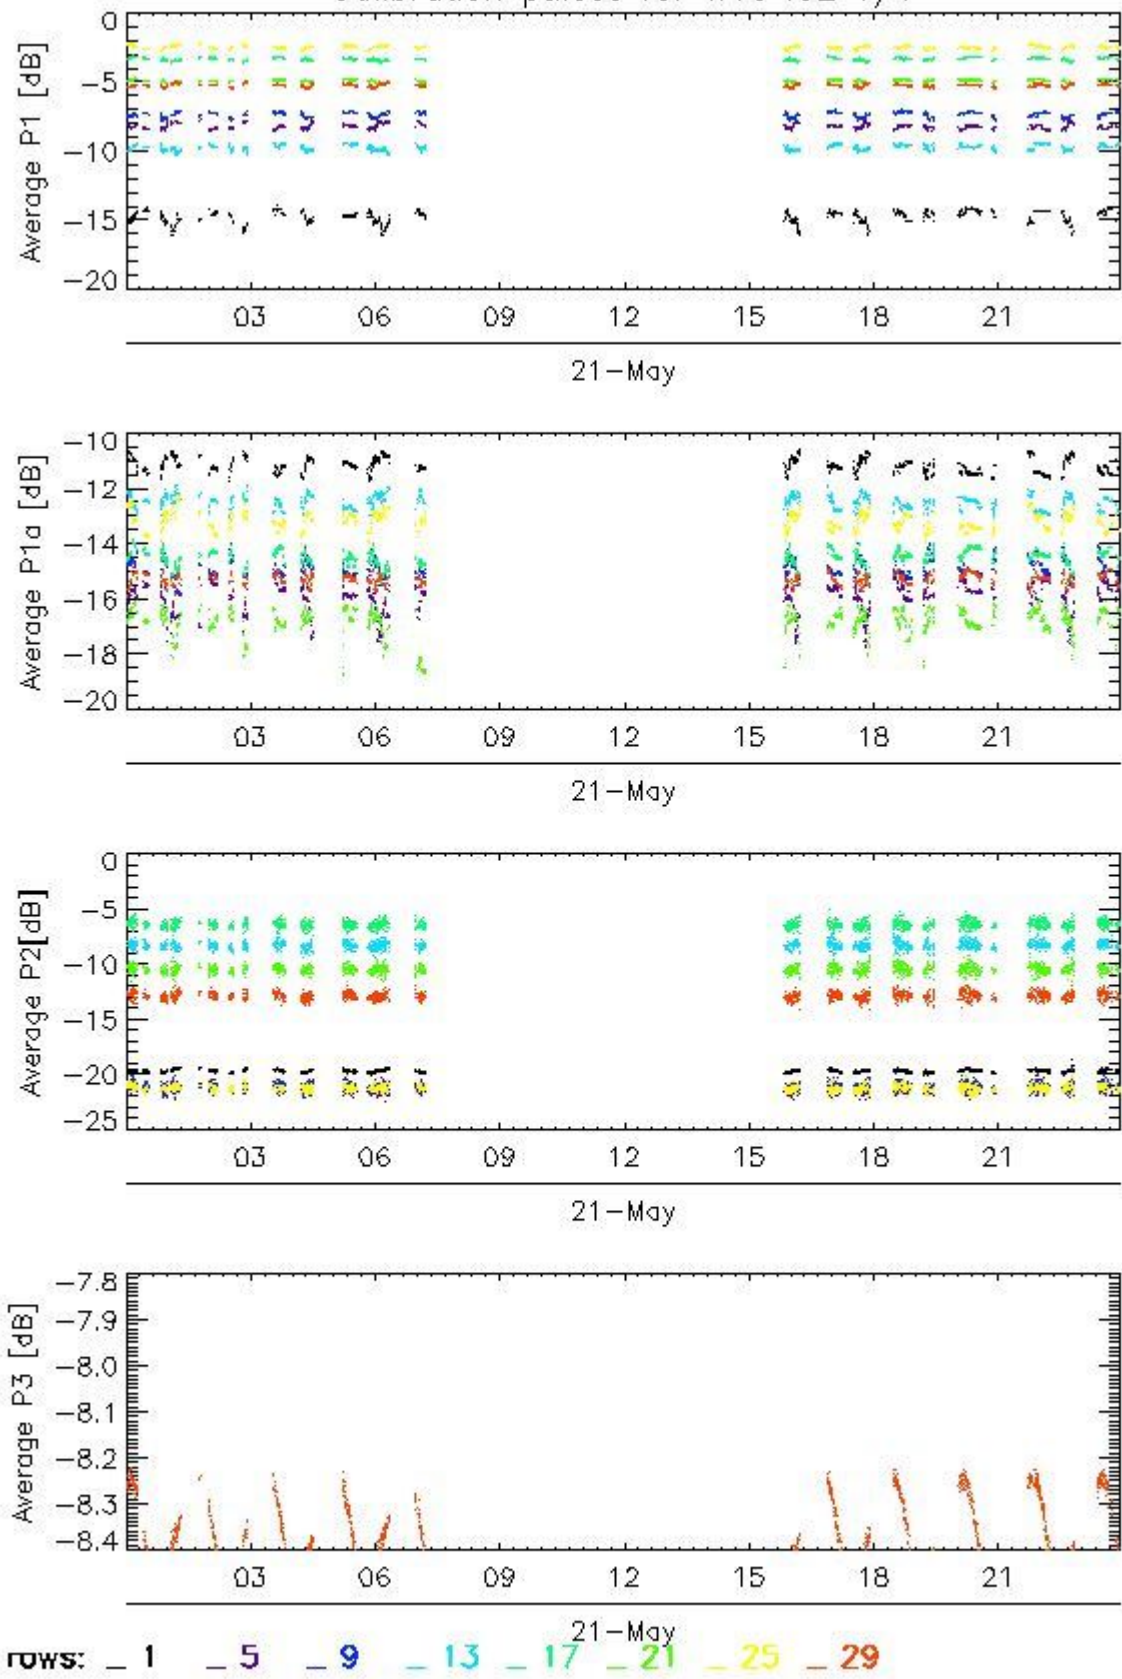 0
−5
−10
−15
−20
Average P1 [dB]
03 06 09 12 15 18 21
21−May
−10
−12
−14
−16
−18
−20
Average P1a [dB]
03 06 09 12 15 18 21
21−May
0
−5
−10
−15
−20
−25
Average P2[dB]
03 06 09 12 15 18 21
21−May
−7.8
−7.9
−8.0
−8.1
−8.2
−8.3
−8.4
Average P3 [dB]
03 06 09 12 15 18 21
21−May
rows: _ 1 _ 5 _ 9 _ 13 _ 17 _ 21 _ 25 _ 29